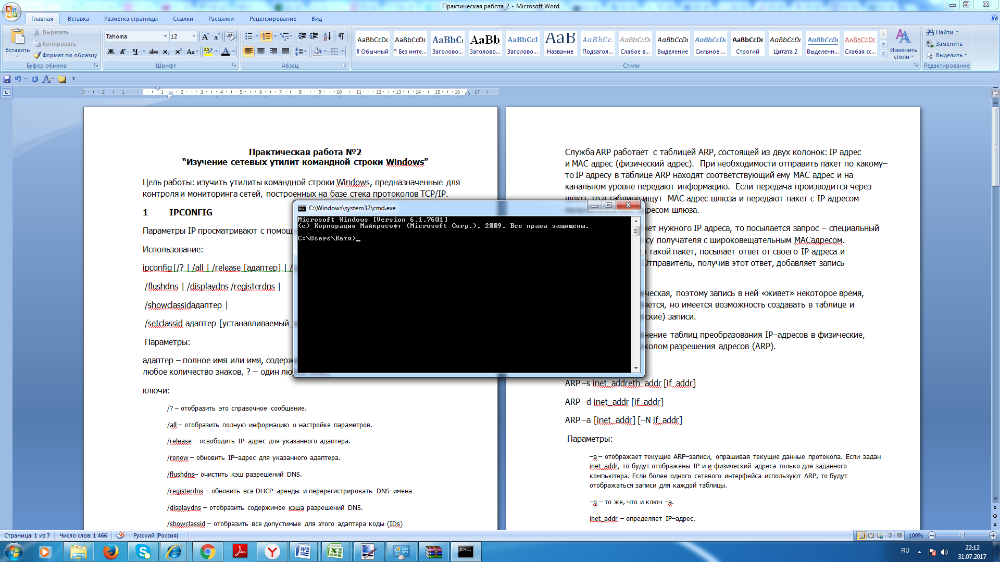 Практическая работа_2 - Microsoft Word
Главная
Вставка
Разметка страницы
Ссылки
Рассылки
Рецензирование
Вид
Вставить
Вырезать
Копировать
Формат по образцу
Буфер обмена
Tahoma
12
Ж К Ч abc x₂ x² Aa
Шрифт
Абзац
AaBbCcDc AaBbCcDc AaBbC AaBb AaBbCcI AaB AaBbCc. AaBbCcDc AaBbCcDc AaBbCcDc AaBbCcDc AaBbCcDc AaBbCcDc AABBCCDD
¶ Обычный ¶ Без инте... Заголово... Заголово... Заголово... Название Подзагол... Слабое в... Выделение Сильное ... Строгий Цитата 2 Выделенн... Слабая сс...
Стили
Изменить
стили
Найти
Заменить
Выделить
Редактирование
3 2 1 1 2 3 4 5 6 7 8 9 10 11 12 13 14 15 16 17
Практическая работа №2
“Изучение сетевых утилит командной строки Windows”
Цель работы: изучить утилиты командной строки Windows, предназначенные для
контроля и мониторинга сетей, построенных на базе стека протоколов TCP/IP.
1 IPCONFIG
Параметры IP просматривают с помощ
Использование:
ipconfig[/? | /all | /release [адаптер] | /
/flushdns | /displaydns /registerdns |
/showclassidадаптер |
/setclassid адаптер [устанавливаемый_
Параметры:
адаптер – полное имя или имя, содерж
любое количество знаков, ? – один лю
ключи:
/? – отобразить это справочное сообщение.
/all – отобразить полную информацию о настройке параметров.
/release – освободить IP–адрес для указанного адаптера.
/renew – обновить IP–адрес для указанного адаптера.
/flushdns– очистить кэш разрешений DNS.
/registerdns – обновить все DHCP–аренды и перерегистрировать DNS–имена
/displaydns – отобразить содержимое кэша разрешений DNS.
/showclassid – отобразить все допустимые для этого адаптера коды (IDs)
C:\Windows\system32\cmd.exe
Microsoft Windows [Version 6.1.7601]
(c) Корпорация Майкрософт (Microsoft Corp.), 2009. Все права защищены.
C:\Users\Катя>_
Служба ARP работает с таблицей ARP, состоящей из двух колонок: IP адрес
и MAC адрес (физический адрес). При необходимости отправить пакет по какому–
то IP адресу в таблице ARP находят соответствующий ему MAC адрес и на
канальном уровне передают информацию. Если передача производится через
шлюз, то в таблице ищут MAC адрес шлюза и передают пакет с IP адресом
дресом шлюза.
нет нужного IP адреса, то посылается запрос – специальный
су получателя с широковещательным MACадресом.
в такой пакет, посылает ответ от своего IP адреса и
Отправитель, получив этот ответ, добавляет запись
ческая, поэтому запись в ней «живет» некоторое время,
яется, но имеется возможность создавать в таблице и
ские) записи.
нение таблиц преобразования IP–адресов в физические,
колом разрешения адресов (ARP).
ARP –s inet_addreth_addr [if_addr]
ARP –d inet_addr [if_addr]
ARP –a [inet_addr] [–N if_addr]
Параметры:
–a – отображает текущие ARP–записи, опрашивая текущие данные протокола. Если задан
inet_addr, то будут отображены IP и и физический адреса только для заданного
компьютера. Если более одного сетевого интерфейса используют ARP, то будут
отображаться записи для каждой таблицы.
–g – то же, что и ключ –a.
inet_addr – определяет IP–адрес.
Страница: 1 из 7
Число слов: 1 466
Русский (Россия)
100%
RU
22:12
31.07.2017